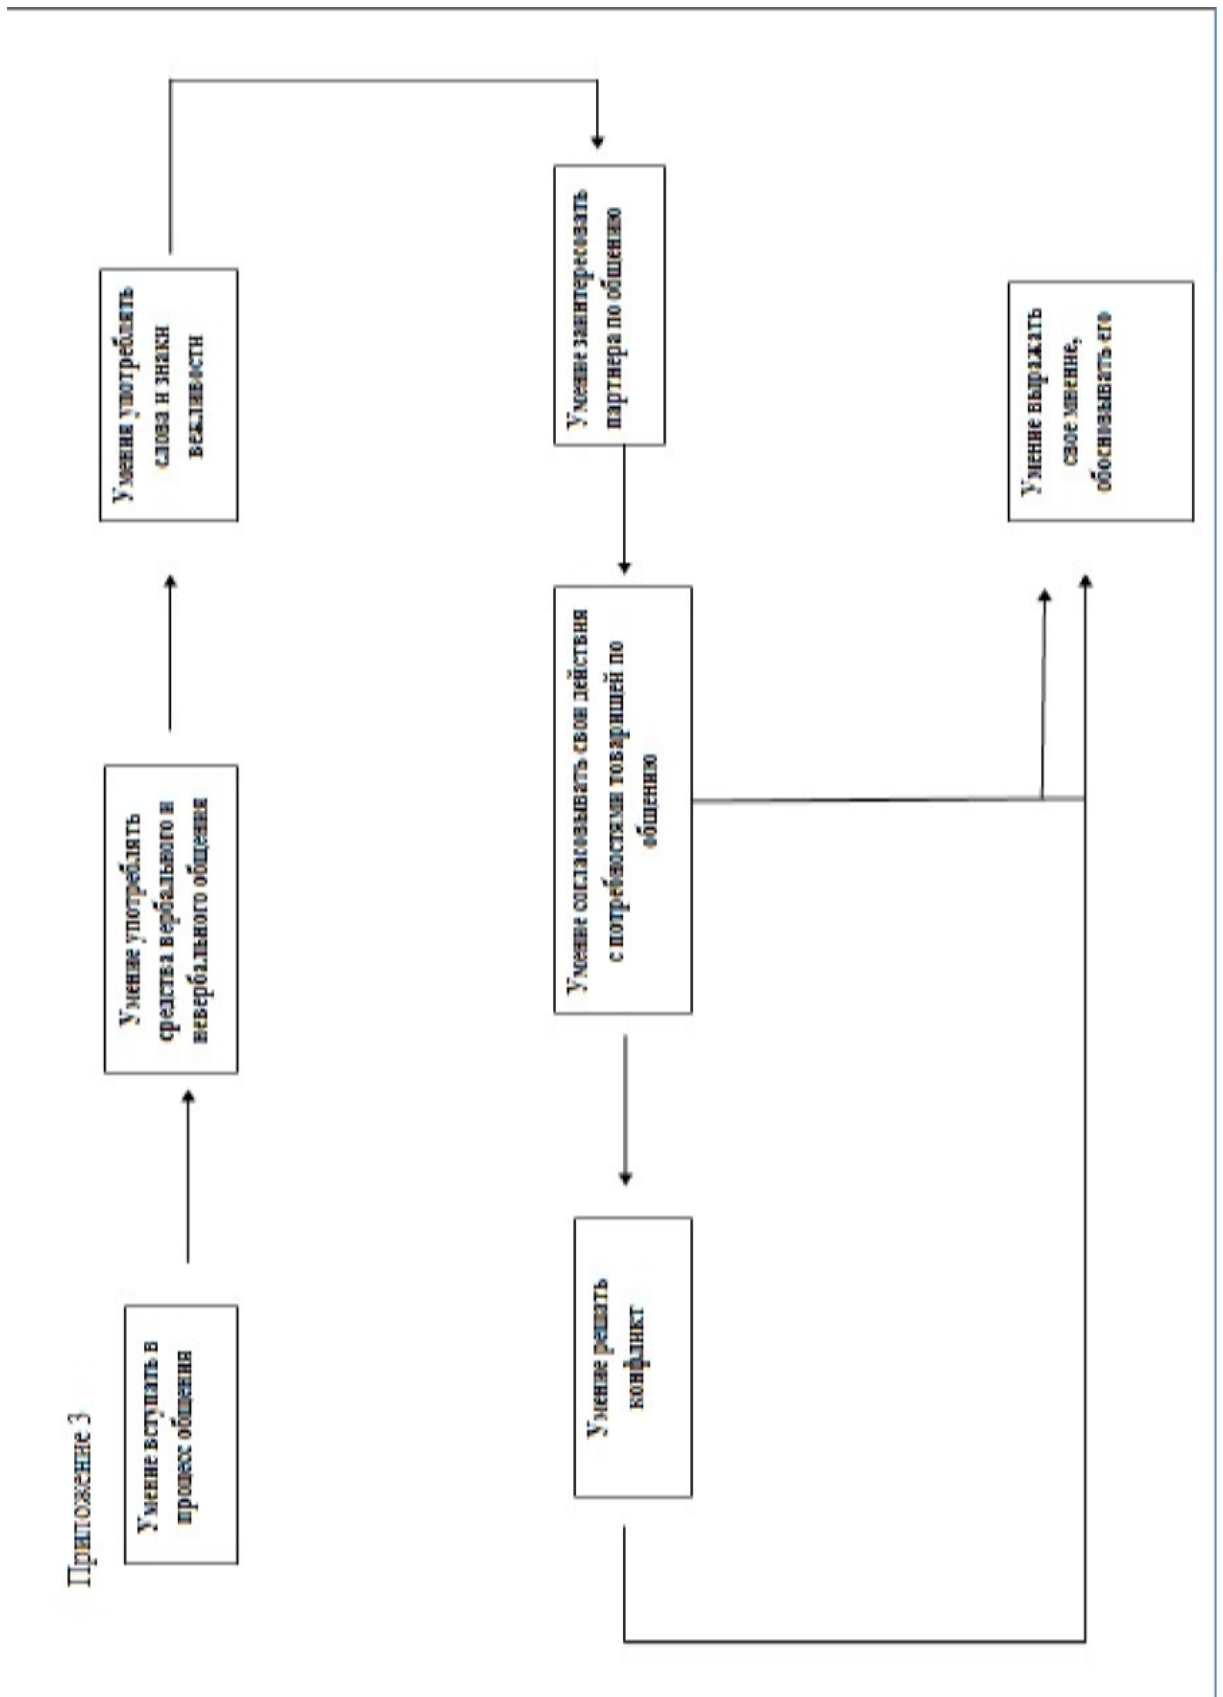 Приложение 3
Умение вступать в
процесс общения
Умение употреблять
средства вербального и
невербального общения
Умения употреблять
слова и знаки
вежливости
Умение заинтересовать
партнера по общению
Умение согласовывать свои действия
с потребностями товарищей по
общению
Умение решать
конфликт
Умение выражать
свое мнение,
обосновывать его